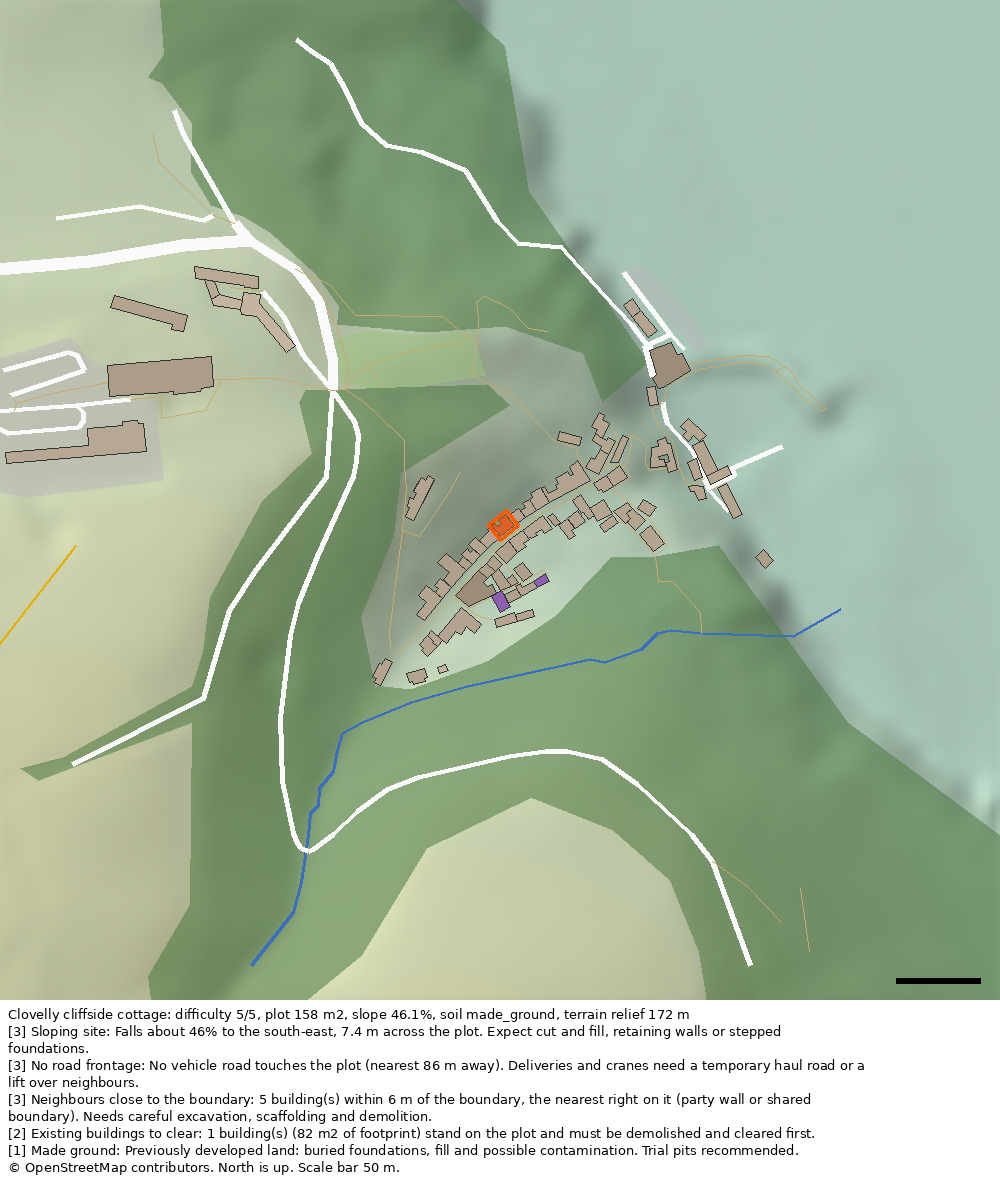 Clovelly cliffside cottage: difficulty 5/5, plot 158 m2, slope 46.1%, soil made_ground, terrain relief 172 m
[3] Sloping site: Falls about 46% to the south-east, 7.4 m across the plot. Expect cut and fill, retaining walls or stepped
foundations.
[3] No road frontage: No vehicle road touches the plot (nearest 86 m away). Deliveries and cranes need a temporary haul road or a
lift over neighbours.
[3] Neighbours close to the boundary: 5 building(s) within 6 m of the boundary, the nearest right on it (party wall or shared
boundary). Needs careful excavation, scaffolding and demolition.
[2] Existing buildings to clear: 1 building(s) (82 m2 of footprint) stand on the plot and must be demolished and cleared first.
[1] Made ground: Previously developed land: buried foundations, fill and possible contamination. Trial pits recommended.
© OpenStreetMap contributors. North is up. Scale bar 50 m.